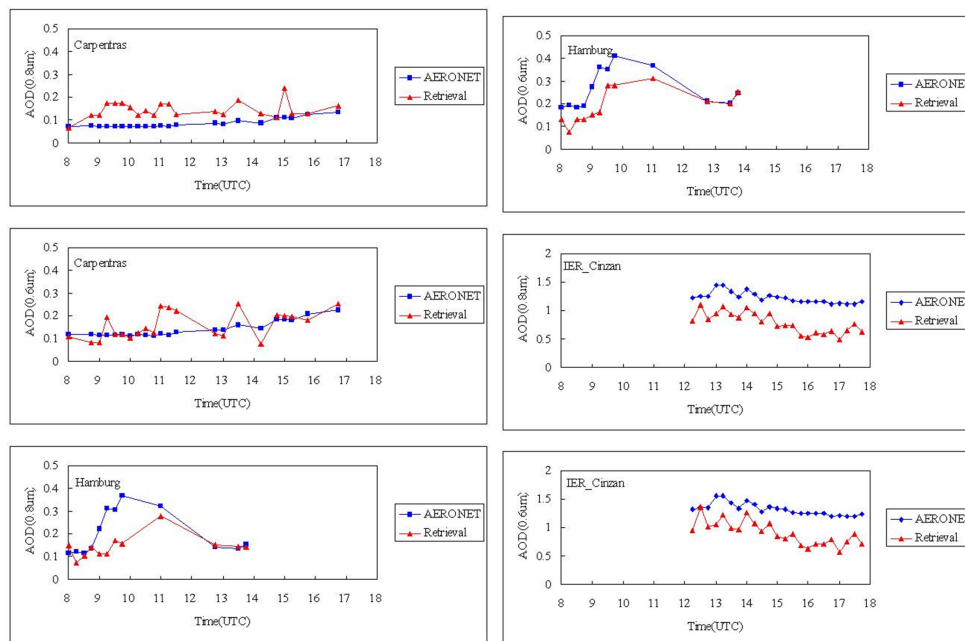 Carpentras
AOD(0.8um;
0.5
0.4
0.3
0.2
0.1
0
8 9 10 11 12 13 14 15 16 17 18
Time(UTC)
AERONET
Retrieval
Hamburg
AOD(0.6um;
0.5
0.4
0.3
0.2
0.1
0
8 9 10 11 12 13 14 15 16 17 18
Time(UTC)
AERONE
Retrieval
Carpentras
AOD(0.6um;
0.5
0.4
0.3
0.2
0.1
0
8 9 10 11 12 13 14 15 16 17 18
Time(UTC)
AERONET
Retrieval
IER_Cinzan
AOD(0.8um;
2
1.5
1
0.5
0
8 9 10 11 12 13 14 15 16 17 18
Time(UTC)
AERONE
Retrieval
Hamburg
AOD(0.8um;
0.5
0.4
0.3
0.2
0.1
0
8 9 10 11 12 13 14 15 16 17 18
Time(UTC)
AERONET
Retrieval
IER_Cinzan
AOD(0.6um;
2
1.5
1
0.5
0
8 9 10 11 12 13 14 15 16 17 18
Time(UTC)
AERONE
Retrieval